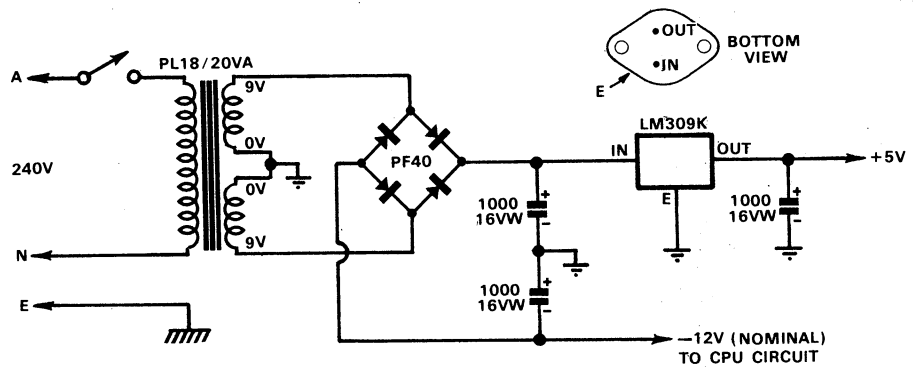 OUT
IN
E
BOTTOM
VIEW
A
PL18/20VA
9V
0V
0V
9V
240V
N
E
PF40
LM309K
IN
OUT
E
+5V
1000
16VW
+
−
1000
16VW
+
−
1000
16VW
+
−
−12V (NOMINAL)
TO CPU CIRCUIT